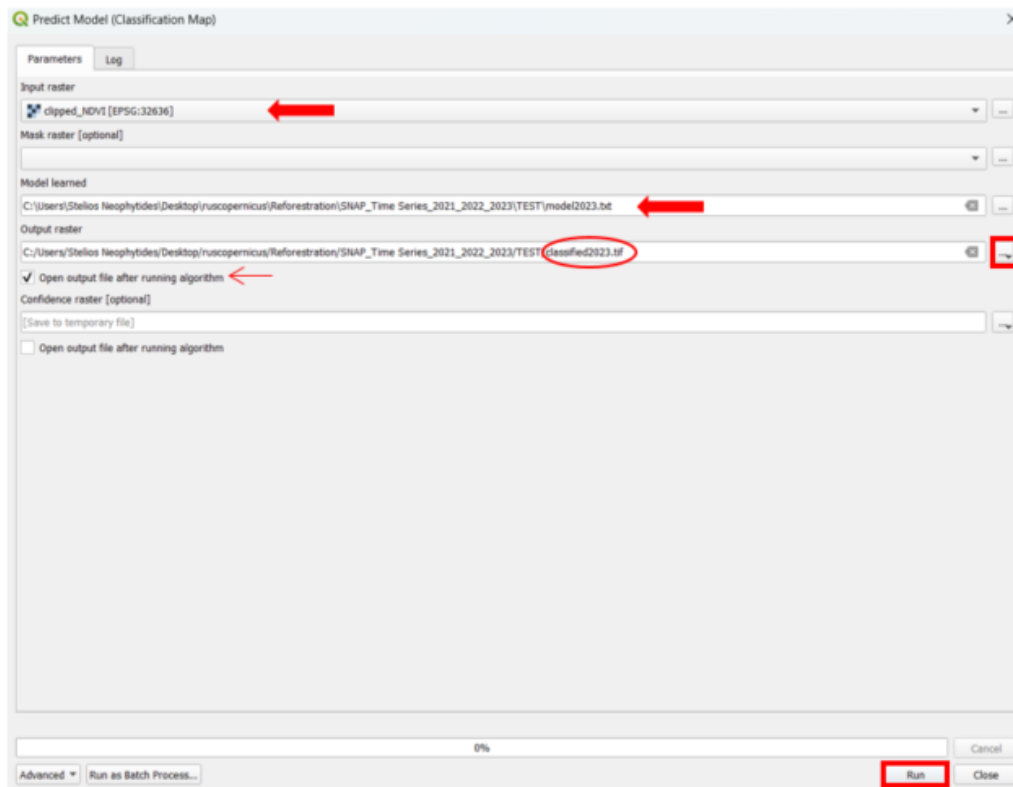 Predict Model (Classification Map)
Parameters Log
Input raster
clipped_NDVI [EPSG:32636]
...
Mask raster [optional]
...
Model learned
C:\Users\Stelios Neophytides\Desktop\ruscopernicus\Reforestration\SNAP_Time Series_2021_2022_2023\TEST\model2023.txt
...
Output raster
C:/Users/Stelios Neophytides/Desktop/ruscopernicus/Reforestration/SNAP_Time Series_2021_2022_2023/TEST/classified2023.tif
...
Open output file after running algorithm
Confidence raster [optional]
[Save to temporary file]
...
Open output file after running algorithm
0%
Cancel
Advanced Run as Batch Process... Run Close